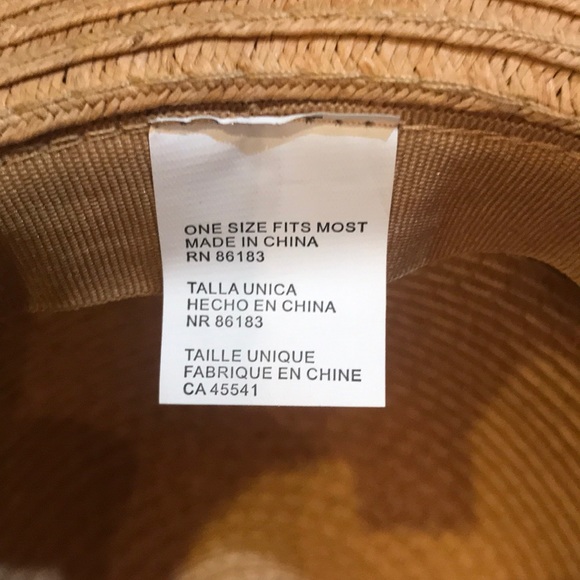 ONE SIZE FITS MOST
MADE IN CHINA
RN 86183
TALLA UNICA
HECHO EN CHINA
NR 86183
TAILLE UNIQUE
FABRIQUE EN CHINE
CA 45541